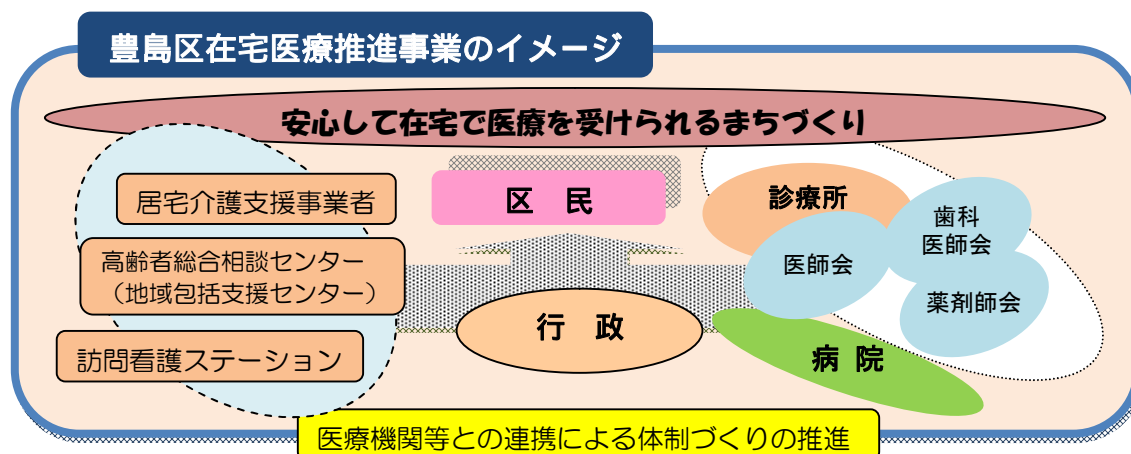 豊島区在宅医療推進事業のイメージ
安心して在宅で医療を受けられるまちづくり
居宅介護支援事業者
高齢者総合相談センター
（地域包括支援センター）
訪問看護ステーション
区 民
行 政
診療所
医師会
歯科
医師会
薬剤師会
病 院
医療機関等との連携による体制づくりの推進